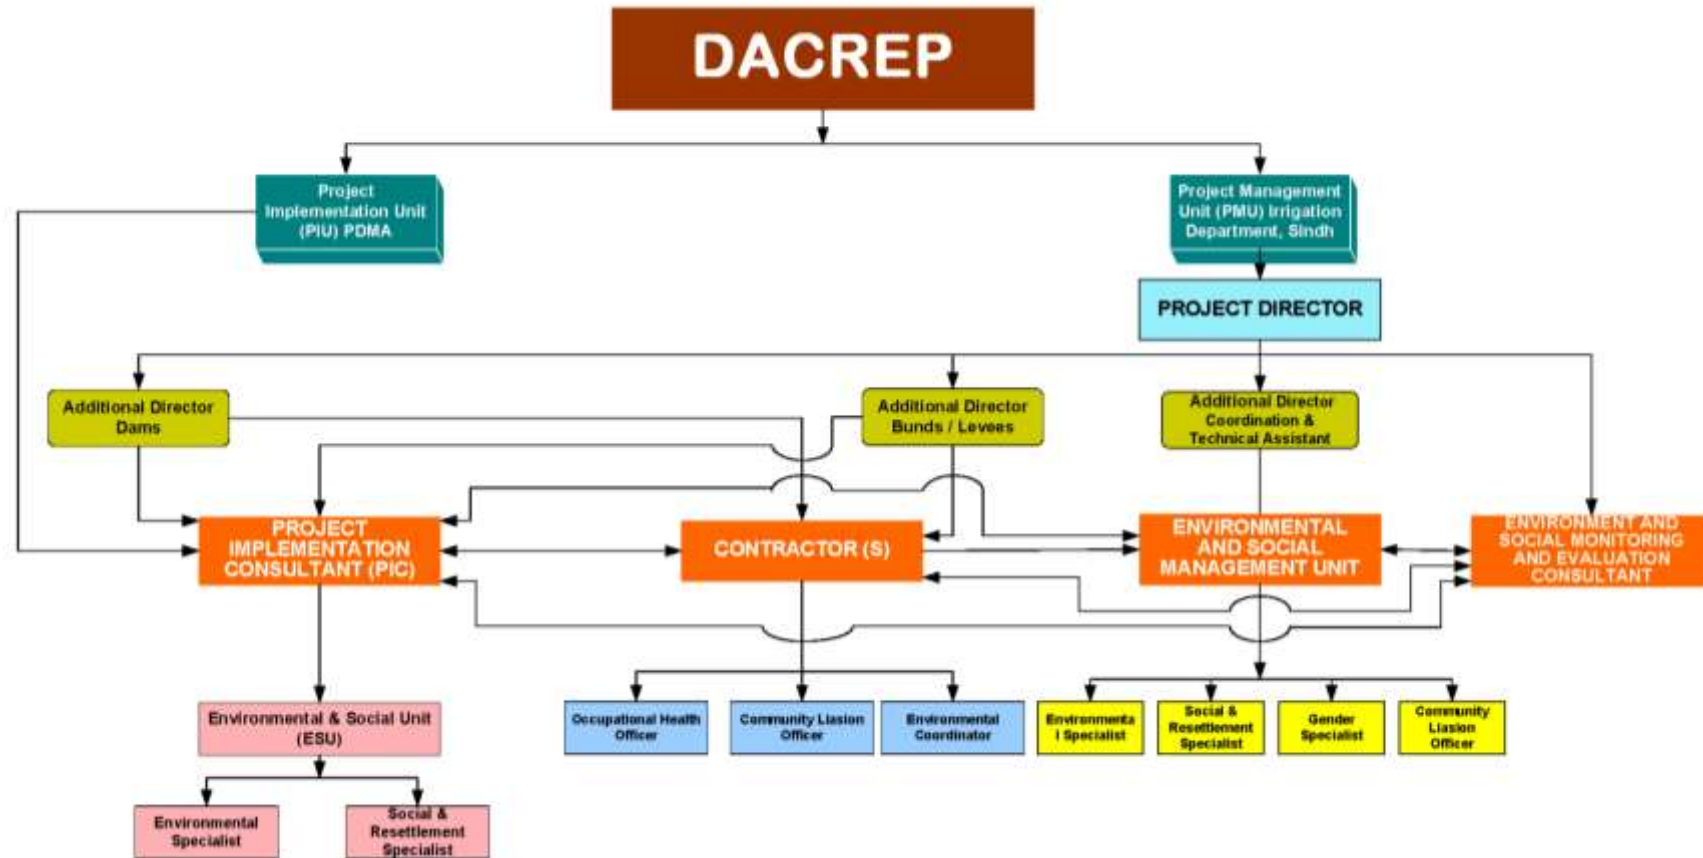 DACREP
Project
Implementation Unit
(PIU) PDMA
Project Management
Unit (PMU) Irrigation
Department, Sindh
PROJECT DIRECTOR
Additional Director
Dams
Additional Director
Bunds / Levees
Additional Director
Coordination &
Technical Assistant
PROJECT
IMPLEMENTATION
CONSULTANT (PIC)
CONTRACTOR (S)
ENVIRONMENTAL
AND SOCIAL
MANAGEMENT UNIT
ENVIRONMENT AND
SOCIAL MONITORING
AND EVALUATION
CONSULTANT
Environmental & Social Unit
(ESU)
Occupational Health
Officer
Community Liasion
Officer
Environmental
Coordinator
Environmenta
l Specialist
Social &
Resettlement
Specialist
Gender
Specialist
Community
Liasion
Officer
Environmental
Specialist
Social &
Resettlement
Specialist